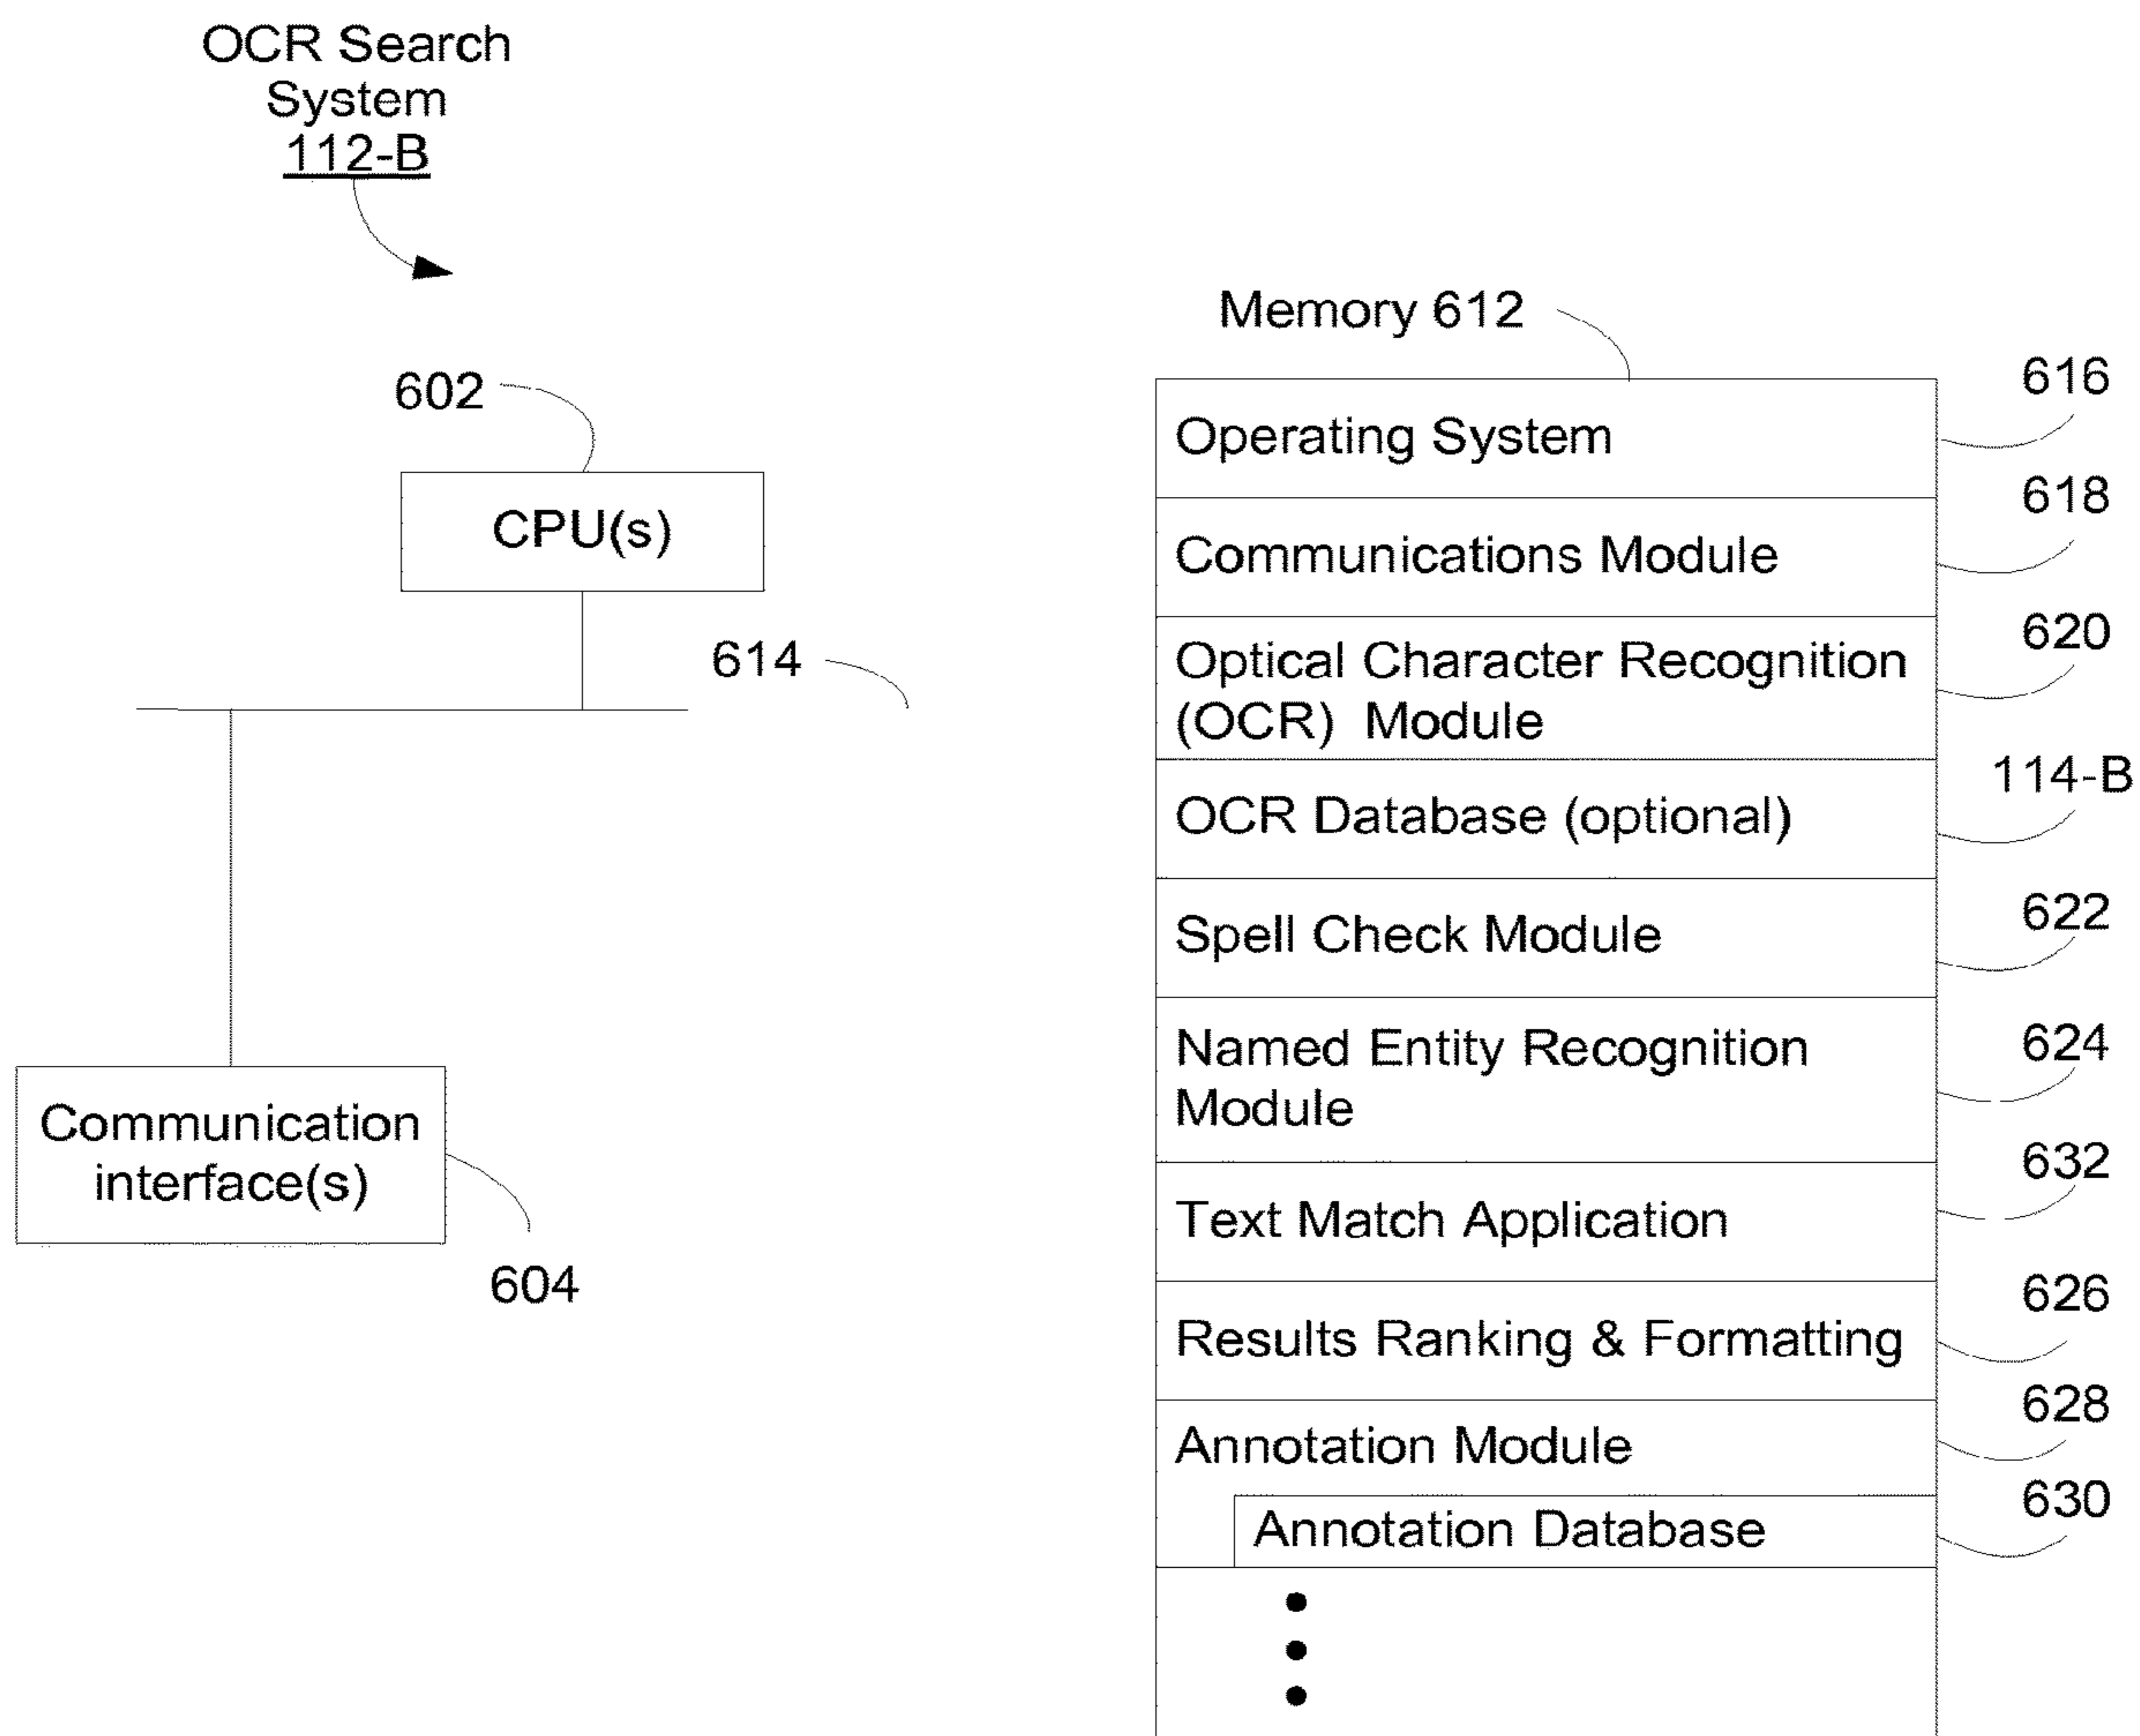 OCR Search
System
112-B
602
CPU(s)
614
Communication
interface(s)
604
Memory 612
Operating System
616
Communications Module
618
Optical Character Recognition
(OCR) Module
620
OCR Database (optional)
114-B
Spell Check Module
622
Named Entity Recognition
Module
624
Text Match Application
632
Results Ranking & Formatting
626
Annotation Module
628
Annotation Database
630